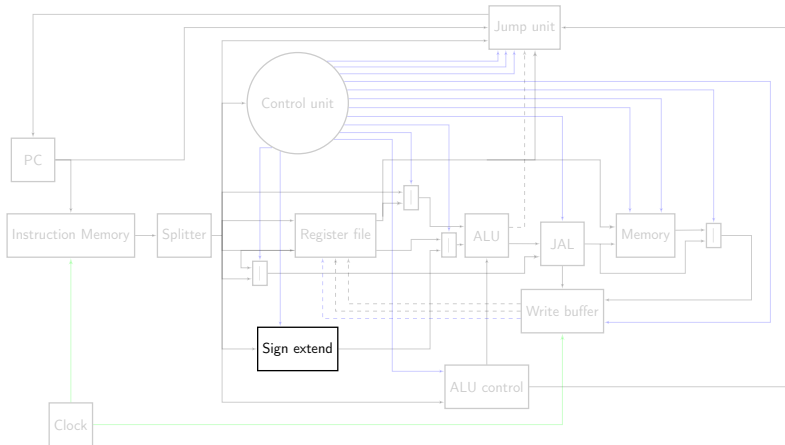 Jump unit
Control unit
PC
Instruction Memory
Splitter
Register file
ALU
JAL
Memory
Write buffer
Sign extend
ALU control
Clock